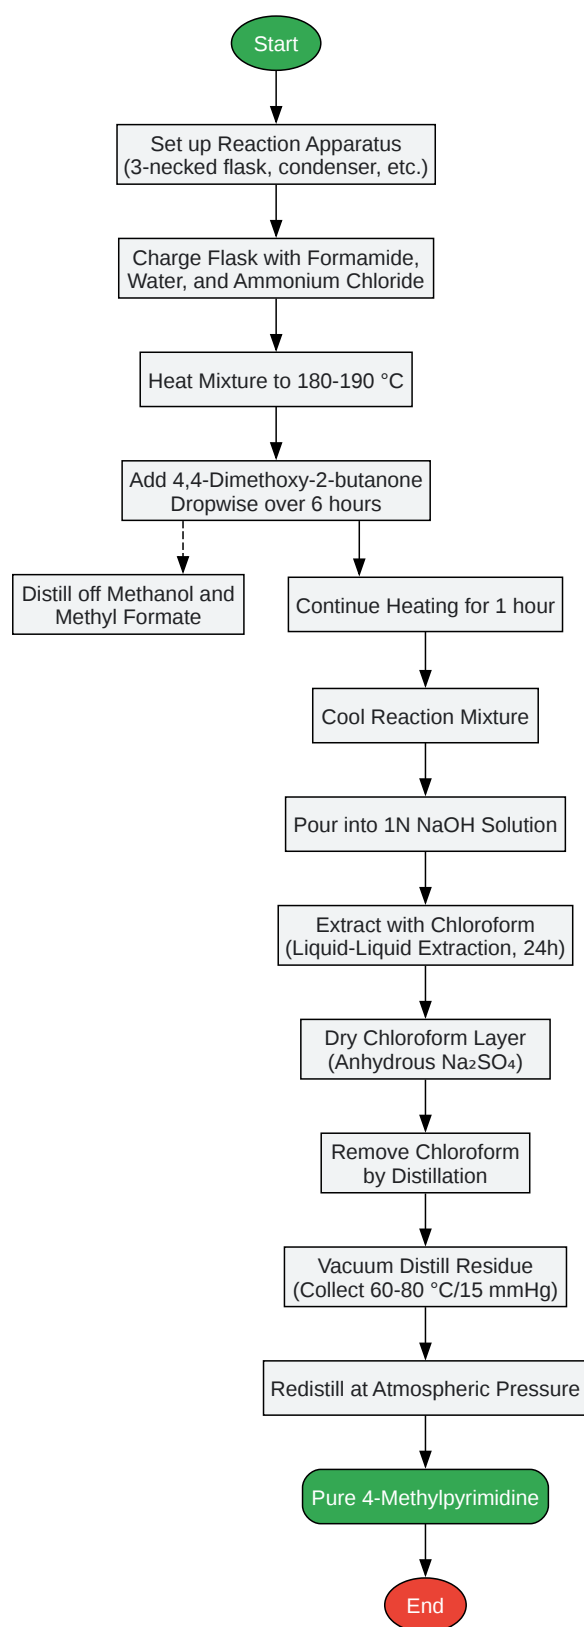 Start
Set up Reaction Apparatus
(3-necked flask, condenser, etc.)
Charge Flask with Formamide,
Water, and Ammonium Chloride
Heat Mixture to 180-190 °C
Add 4,4-Dimethoxy-2-butanone
Dropwise over 6 hours
Distill off Methanol and
Methyl Formate
Continue Heating for 1 hour
Cool Reaction Mixture
Pour into 1N NaOH Solution
Extract with Chloroform
(Liquid-Liquid Extraction, 24h)
Dry Chloroform Layer
(Anhydrous Na₂SO₄)
Remove Chloroform
by Distillation
Vacuum Distill Residue
(Collect 60-80 °C/15 mmHg)
Redistill at Atmospheric Pressure
Pure 4-Methylpyrimidine
End